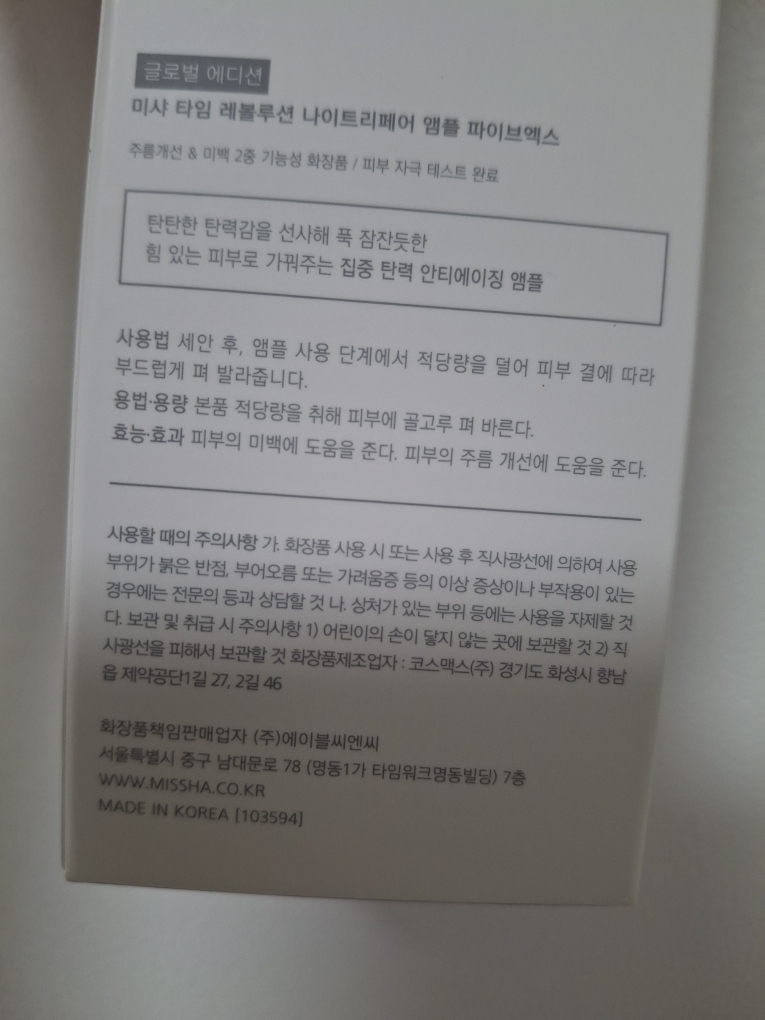 글로벌 에디션
미샤 타임 레볼루션 나이트리페어 앰플 파이브엑스
주름개선 & 미백 2중 기능성 화장품 / 피부 자극 테스트 완료
탄탄한 탄력감을 선사해 푹 잠잔듯한
힘 있는 피부로 가꿔주는 집중 탄력 안티에이징 앰플
사용법 세안 후, 앰플 사용 단계에서 적당량을 덜어 피부 결에 따라
부드럽게 펴 발라줍니다.
용법·용량 본품 적당량을 취해 피부에 골고루 펴 바른다.
효능·효과 피부의 미백에 도움을 준다. 피부의 주름 개선에 도움을 준다.
사용할 때의 주의사항 가. 화장품 사용 시 또는 사용 후 직사광선에 의하여 사용
부위가 붉은 반점, 부어오름 또는 가려움증 등의 이상 증상이나 부작용이 있는
경우에는 전문의 등과 상담할 것 나. 상처가 있는 부위 등에는 사용을 자제할 것
다. 보관 및 취급 시 주의사항 1) 어린이의 손이 닿지 않는 곳에 보관할 것 2) 직
사광선을 피해서 보관할 것 화장품제조업자 : 코스맥스(주) 경기도 화성시 향남
읍 제약공단1길 27, 2길 46
화장품책임판매업자 (주)에이블씨엔씨
서울특별시 중구 남대문로 78 (명동1가 타임워크명동빌딩) 7층
WWW.MISSHA.CO.KR
MADE IN KOREA [103594]